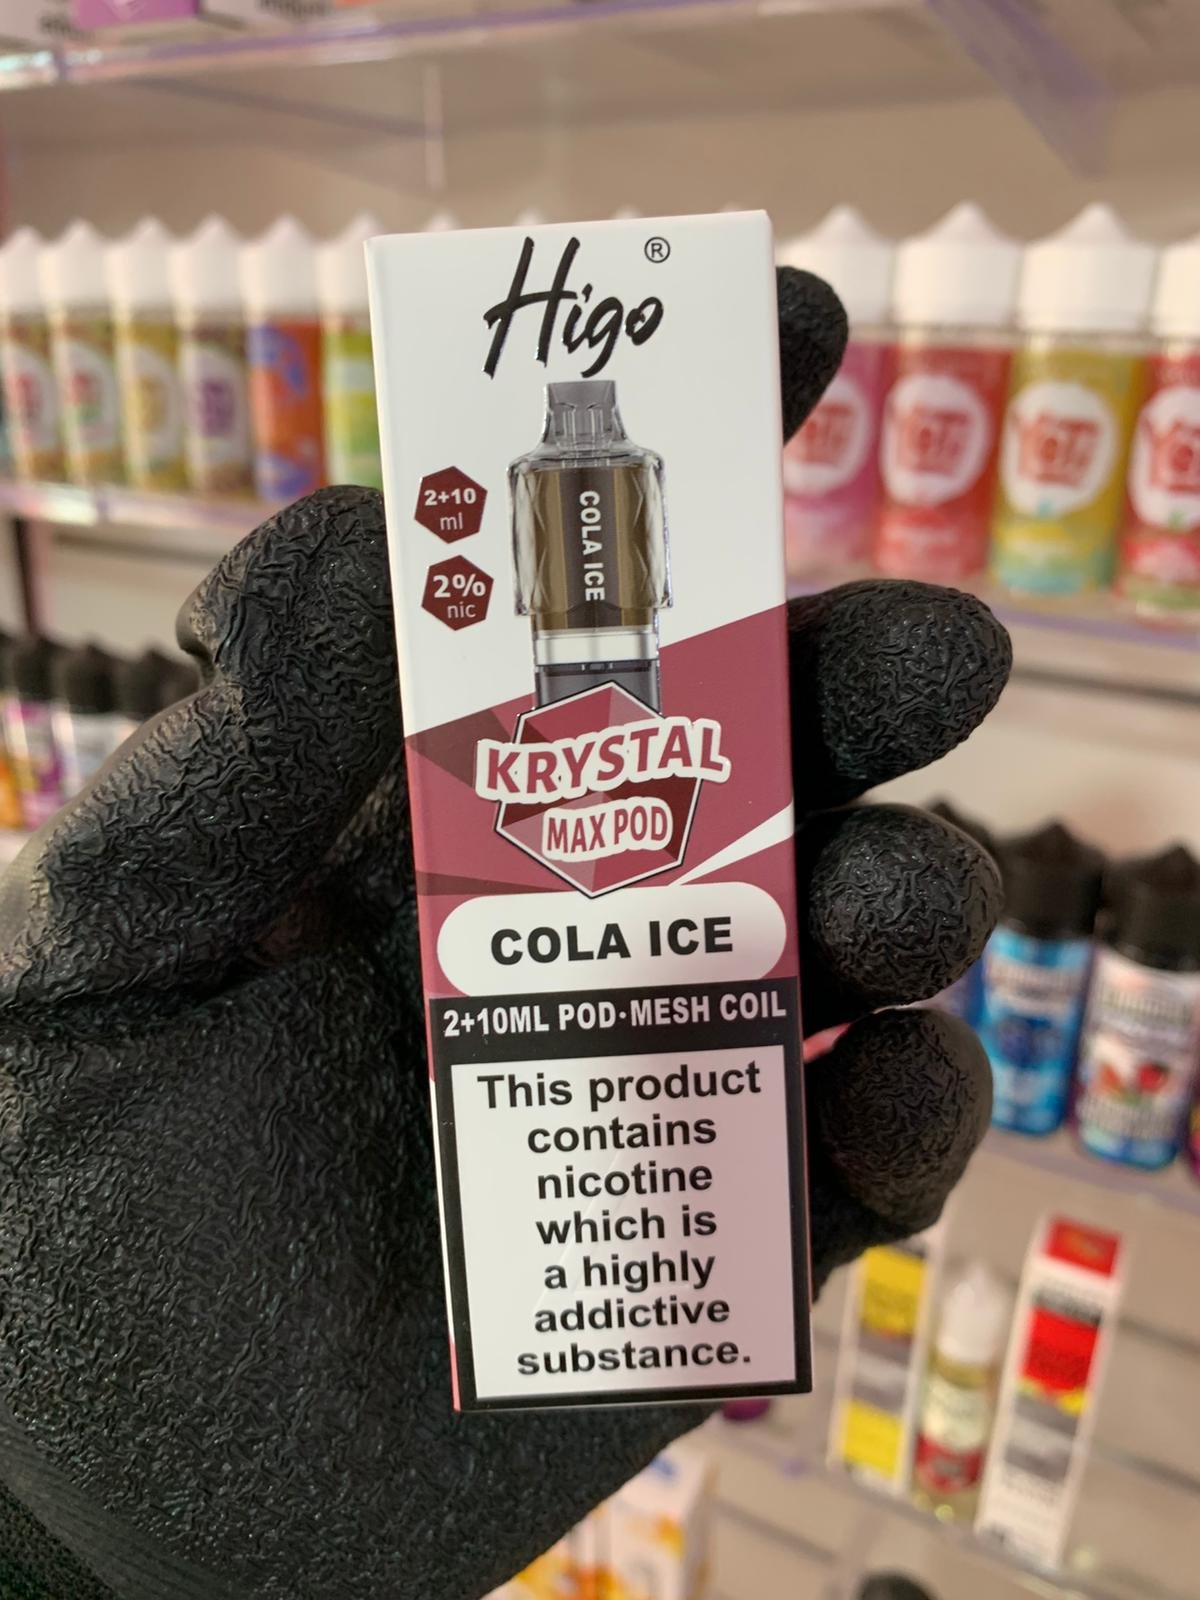 Higo®
2+10
ml
2%
nic
COLA ICE
KRYSTAL
MAX POD
COLA ICE
2+10ML POD·MESH COIL
This product
contains
nicotine
which is
a highly
addictive
substance.